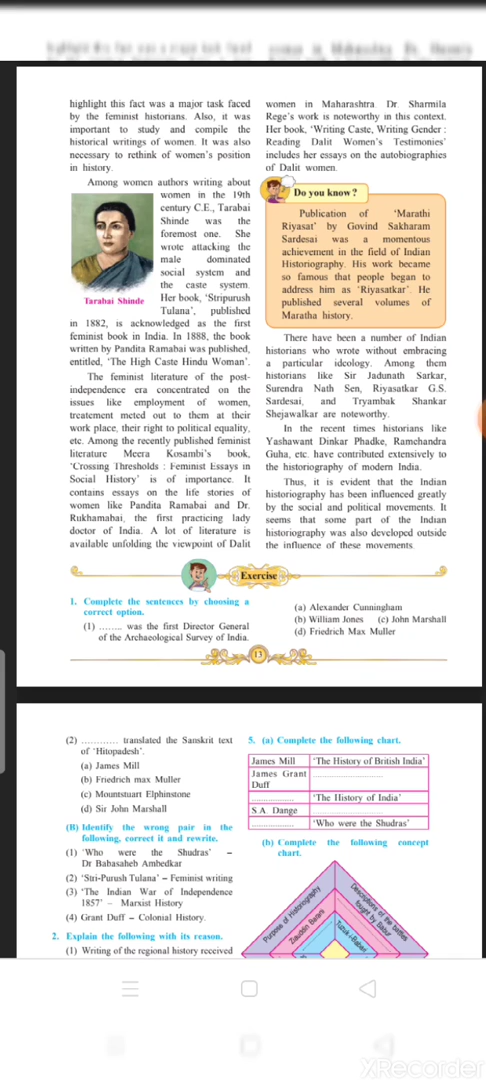 highlight this fact was a major task faced
by the feminist historians. Also, it was
important to study and compile the
historical writings of women. It was also
necessary to rethink of women's position
in history.
Among women authors writing about
women in the 19th
century C.E., Tarabai
Shinde was the
foremost one. She
wrote attacking the
male dominated
social system and
the caste system.
Her book, 'Stripurush
Tulana', published
Tarabai Shinde
in 1882, is acknowledged as the first
feminist book in India. In 1888, the book
written by Pandita Ramabai was published,
entitled, 'The High Caste Hindu Woman'.
The feminist literature of the post-
independence era concentrated on the
issues like employment of women,
treatement meted out to them at their
work place, their right to political equality,
etc. Among the recently published feminist
literature Meera Kosambi's book,
'Crossing Thresholds : Feminist Essays in
Social History' is of importance. It
contains essays on the life stories of
women like Pandita Ramabai and Dr.
Rukhamabai, the first practicing lady
doctor of India. A lot of literature is
available unfolding the viewpoint of Dalit
women in Maharashtra. Dr. Sharmila
Rege's work is noteworthy in this context.
Her book, 'Writing Caste, Writing Gender :
Reading Dalit Women's Testimonies'
includes her essays on the autobiographies
of Dalit women.
Do you know ?
Publication of 'Marathi
Riyasat' by Govind Sakharam
Sardesai was a momentous
achievement in the field of Indian
Historiography. His work became
so famous that people began to
address him as 'Riyasatkar'. He
published several volumes of
Maratha history.
There have been a number of Indian
historians who wrote without embracing
a particular ideology. Among them
historians like Sir Jadunath Sarkar,
Surendra Nath Sen, Riyasatkar G.S.
Sardesai, and Tryambak Shankar
Shejawalkar are noteworthy.
In the recent times historians like
Yashawant Dinkar Phadke, Ramchandra
Guha, etc. have contributed extensively to
the historiography of modern India.
Thus, it is evident that the Indian
historiography has been influenced greatly
by the social and political movements. It
seems that some part of the Indian
historiography was also developed outside
the influence of these movements.
Exercise
1. Complete the sentences by choosing a
correct option.
(1) ........ was the first Director General
of the Archaeological Survey of India.
(a) Alexander Cunningham
(b) William Jones (c) John Marshall
(d) Friedrich Max Muller
13
(2) ............ translated the Sanskrit text
of 'Hitopadesh'.
(a) James Mill
(b) Friedrich max Muller
(c) Mountstuart Elphinstone
(d) Sir John Marshall
(B) Identify the wrong pair in the
following, correct it and rewrite.
(1) 'Who were the Shudras' –
Dr Babasaheb Ambedkar
(2) 'Stri-Purush Tulana' – Feminist writing
(3) 'The Indian War of Independence
1857' – Marxist History
(4) Grant Duff – Colonial History.
2. Explain the following with its reason.
(1) Writing of the regional history received
5. (a) Complete the following chart.
James Mill 'The History of British India'
James Grant ..............................
Duff
.................. 'The History of India'
S.A. Dange ..............................
.................. 'Who were the Shudras'
(b) Complete the following concept
chart.
Purpose of Historiography
Descriptions of the battles
fought by Babur
Ziauddin Barani
Tuzuk-i-Babari
XRecorder